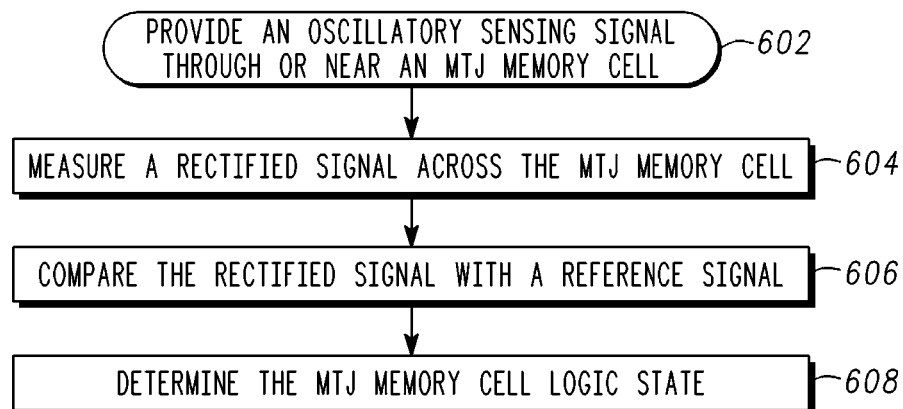 PROVIDE AN OSCILLATORY SENSING SIGNAL
THROUGH OR NEAR AN MTJ MEMORY CELL
602
MEASURE A RECTIFIED SIGNAL ACROSS THE MTJ MEMORY CELL
604
COMPARE THE RECTIFIED SIGNAL WITH A REFERENCE SIGNAL
606
DETERMINE THE MTJ MEMORY CELL LOGIC STATE
608